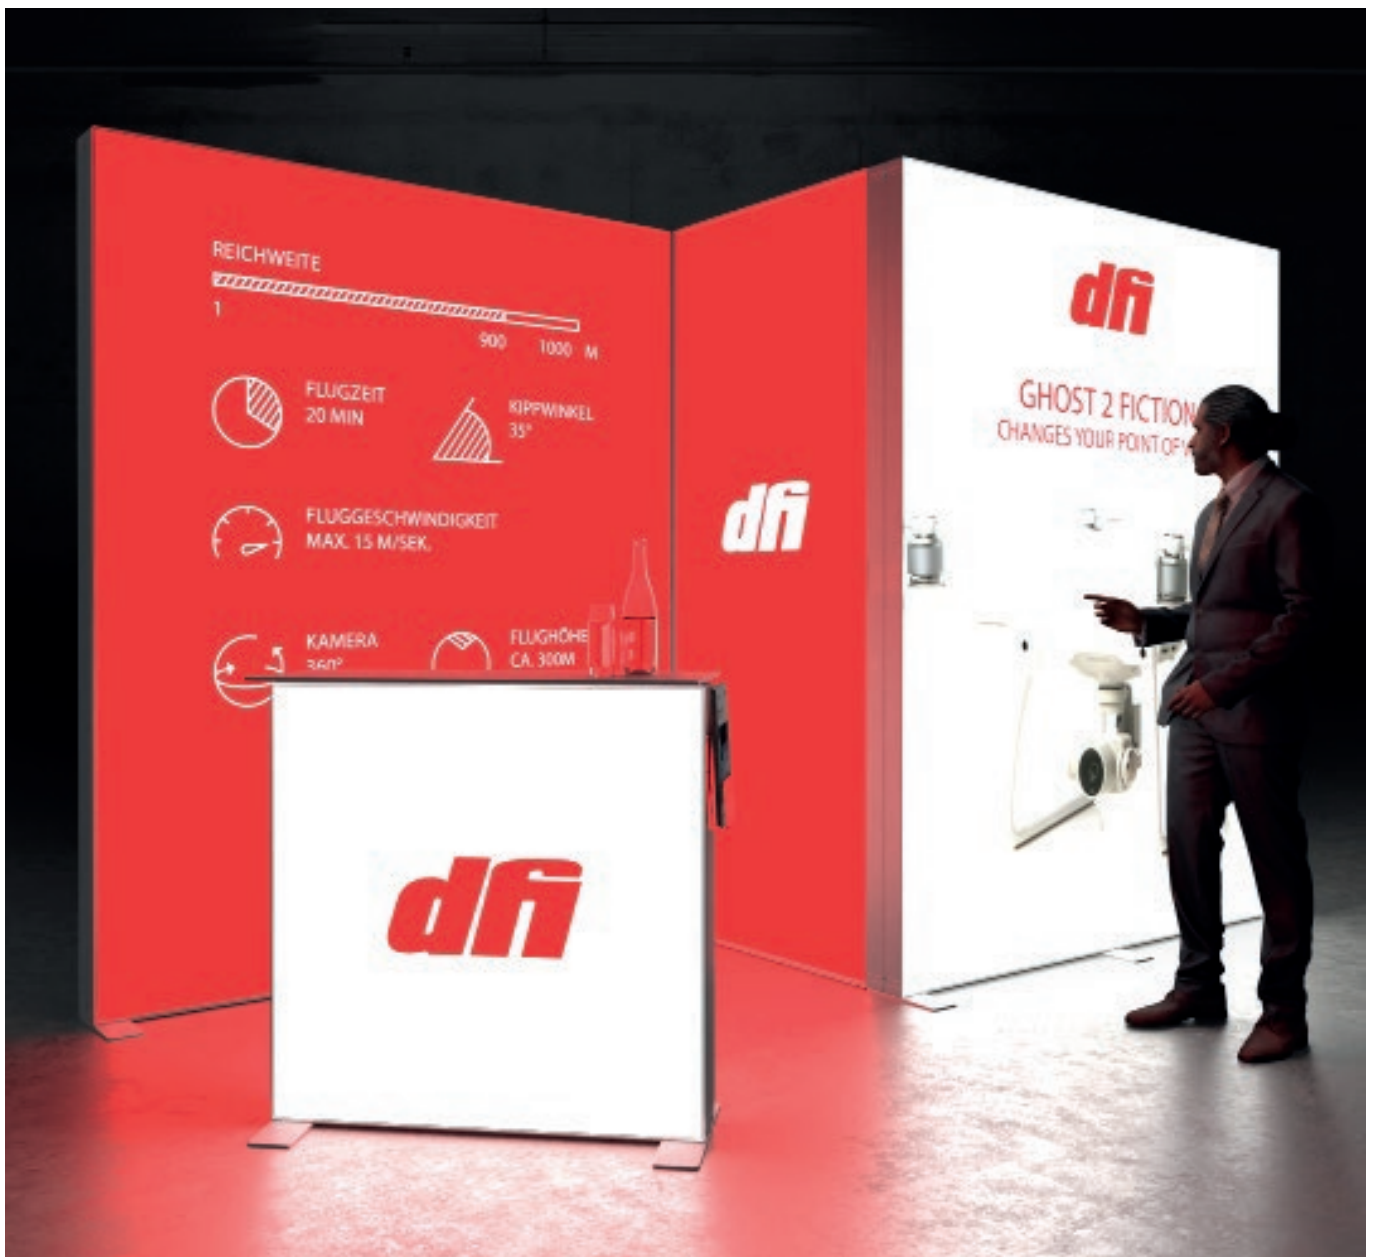 REICHWEITE
1 900 1000 M
FLUGZEIT
20 MIN
KIPPWINKEL
35°
FLUGGESCHWINDIGKEIT
MAX. 15 M/SEK.
KAMERA
360°
FLUGHÖHE
CA. 300M
dfi
dfi
dfi
GHOST 2 FICTION
CHANGES YOUR POINT OF